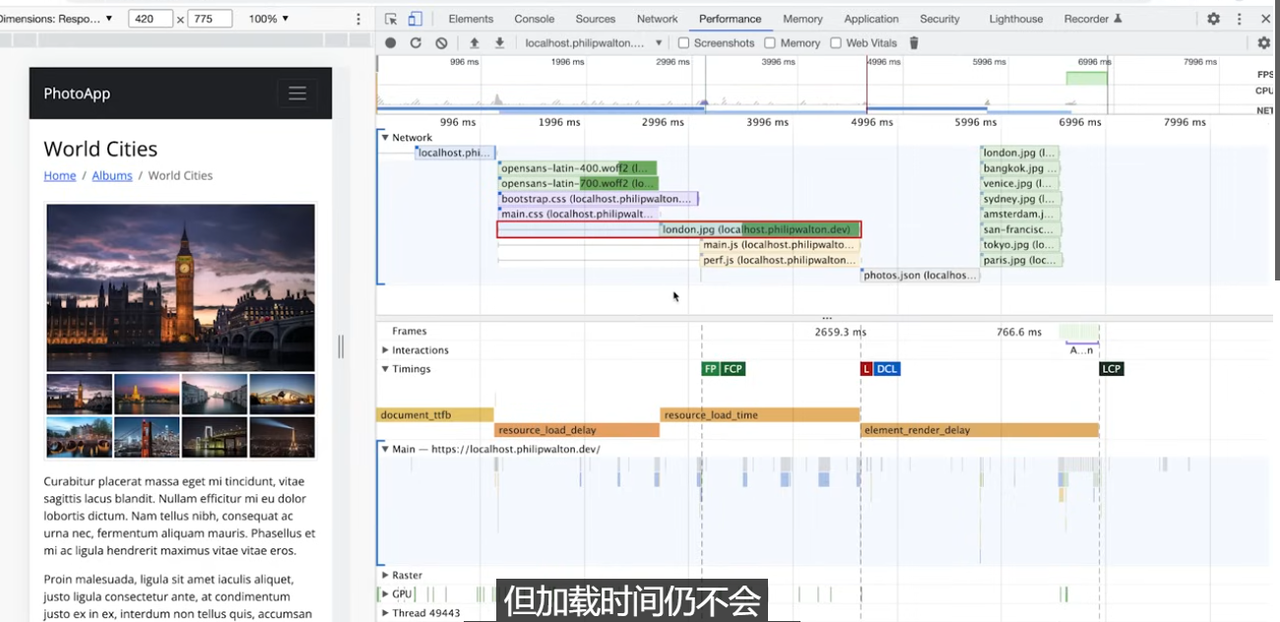 Dimensions: Respo... ▼ 420 × 775 100% ▼
Elements Console Sources Network Performance Memory Application Security Lighthouse Recorder
localhost.philipwalton.... ▼ Screenshots Memory Web Vitals
996 ms 1996 ms 2996 ms 3996 ms 4996 ms 5996 ms 6996 ms 7996 ms
FPS
CPU
NET
996 ms 1996 ms 2996 ms 3996 ms 4996 ms 5996 ms 6996 ms 7996 ms
PhotoApp
World Cities
Home / Albums / World Cities
Curabitur placerat massa eget mi tincidunt, vitae
sagittis lacus blandit. Nullam efficitur mi eu dolor
lobortis dictum. Nam tellus nibh, consequat ac
urna nec, fermentum aliquam mauris. Phasellus et
mi ac ligula hendrerit maximus vitae vitae eros.
Proin malesuada, ligula sit amet iaculis aliquet,
justo ligula consectetur ante, at condimentum
justo ex in ex, interdum non tellus quis, accumsan
▼ Network
localhost.phi... london.jpg (l...
opensans-latin-400.woff2 (l... bangkok.jpg ...
opensans-latin-700.woff2 (lo... venice.jpg (l...
bootstrap.css (localhost.philipwalton.... sydney.jpg (l...
main.css (localhost.philipwalt... amsterdam.j...
london.jpg (localhost.philipwalton.dev) san-francisc...
main.js (localhost.philipwalto... tokyo.jpg (lo...
perf.js (localhost.philipwalton... paris.jpg (loc...
photos.json (localhos...
Frames 2659.3 ms 766.6 ms
▶ Interactions A...n
▼ Timings FP FCP L DCL LCP
document_ttfb resource_load_time
resource_load_delay element_render_delay
▼ Main — https://localhost.philipwalton.dev/
▶ Raster
▶ GPU
▶ Thread 49443
但加载时间仍不会